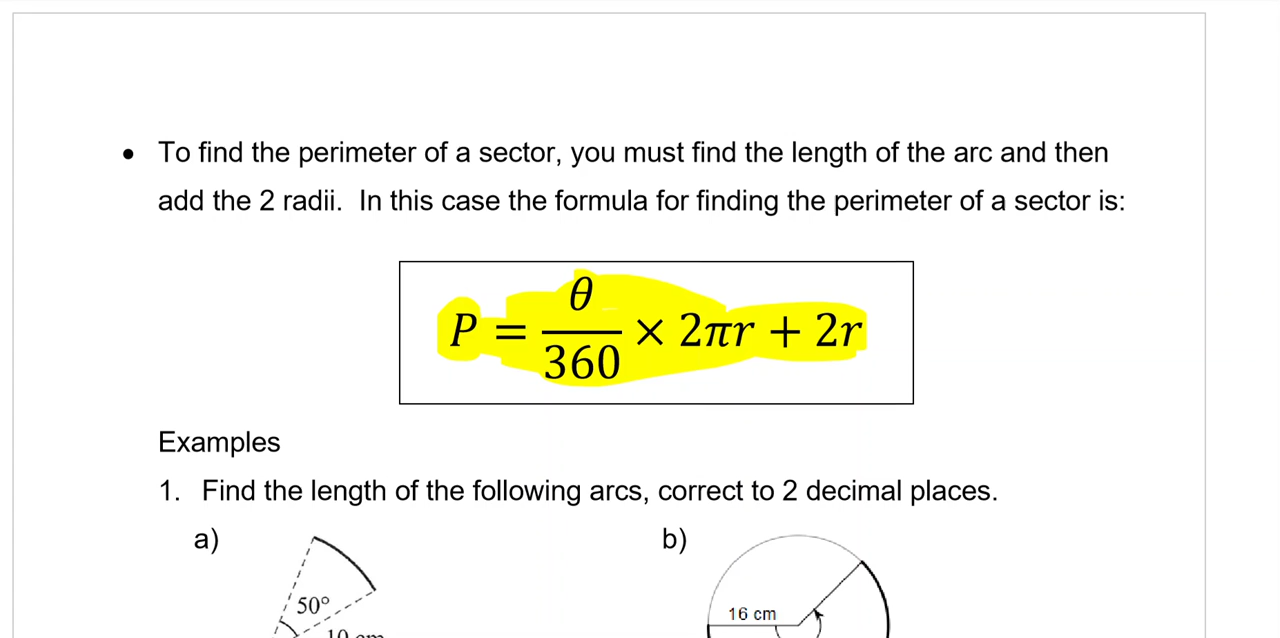 • To find the perimeter of a sector, you must find the length of the arc and then
add the 2 radii. In this case the formula for finding the perimeter of a sector is:
P = θ/360 × 2πr + 2r
Examples
1. Find the length of the following arcs, correct to 2 decimal places.
a) b)
50°
16 cm
10 cm